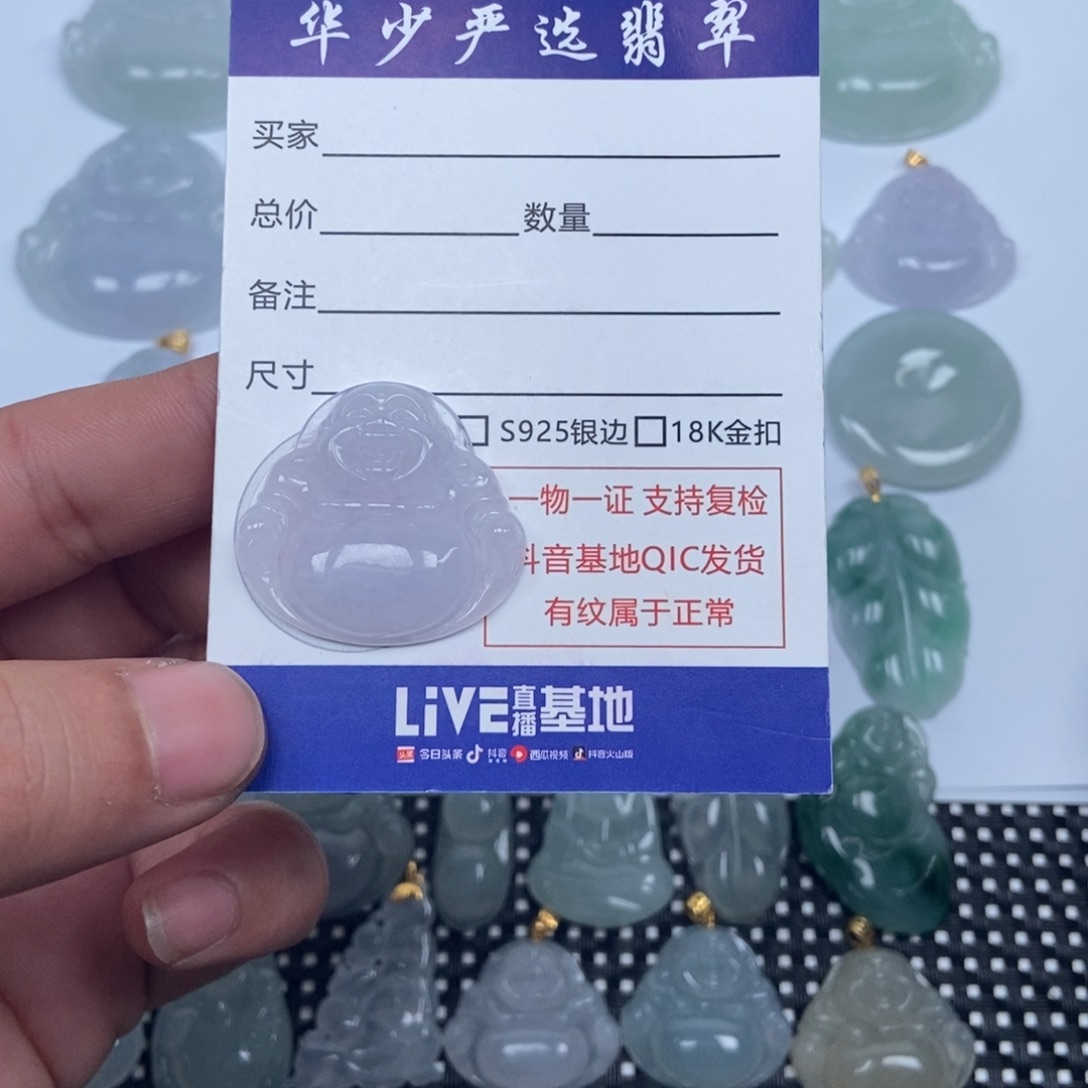 华少严选翡翠
买家
总价 数量
备注
尺寸
S925银边 18K金扣
一物一证 支持复检
抖音基地QIC发货
有纹属于正常
LiVE直播基地
头条 今日头条 抖音 西瓜视频 抖音火山版